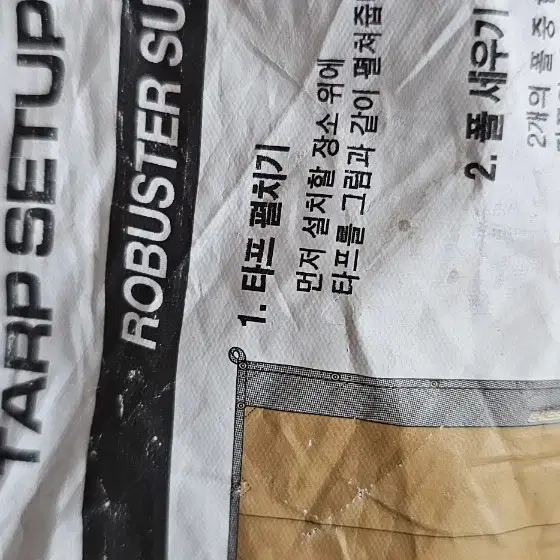 TARP SETUP
ROBUSTER SU
1. 타프 펼치기
먼저 설치할 장소 위에
타프를 그림과 같이 펼쳐줍
2. 폴 세우기
2개의 폴 중